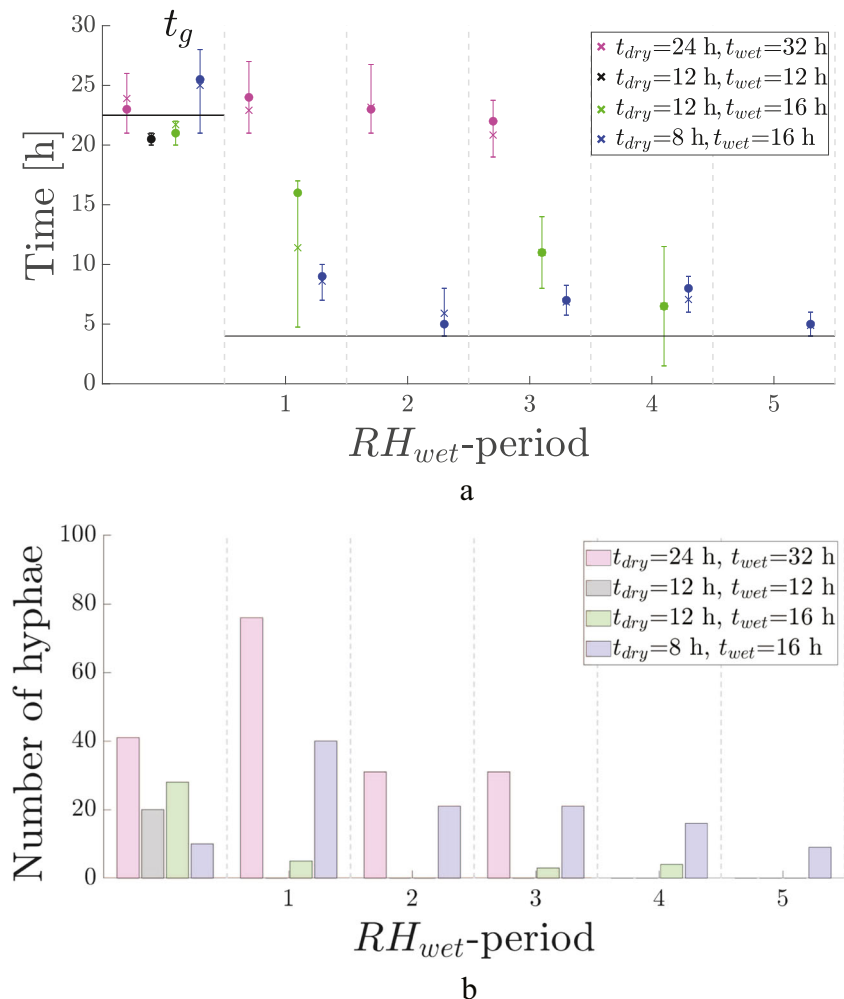 t_g
30
25
20
15
10
5
0
Time [h]
× t_dry=24 h, t_wet=32 h
× t_dry=12 h, t_wet=12 h
× t_dry=12 h, t_wet=16 h
× t_dry=8 h, t_wet=16 h
1 2 3 4 5
RH_wet-period
a
100
80
60
40
20
0
Number of hyphae
t_dry=24 h, t_wet=32 h
t_dry=12 h, t_wet=12 h
t_dry=12 h, t_wet=16 h
t_dry=8 h, t_wet=16 h
1 2 3 4 5
RH_wet-period
b